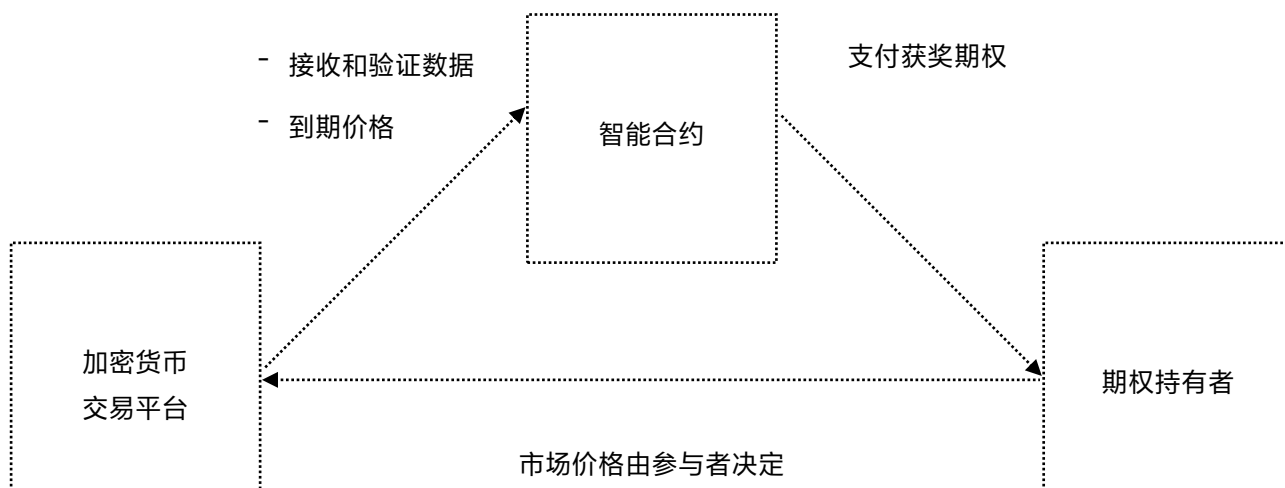 - 接收和验证数据
- 到期价格
支付获奖期权
智能合约
加密货币
交易平台
期权持有者
市场价格由参与者决定